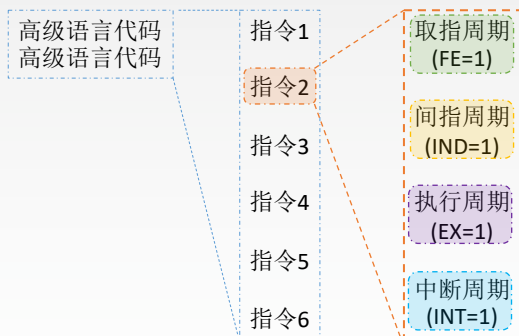 高级语言代码
高级语言代码
指令1
指令2
指令3
指令4
指令5
指令6
取指周期
(FE=1)
间指周期
(IND=1)
执行周期
(EX=1)
中断周期
(INT=1)